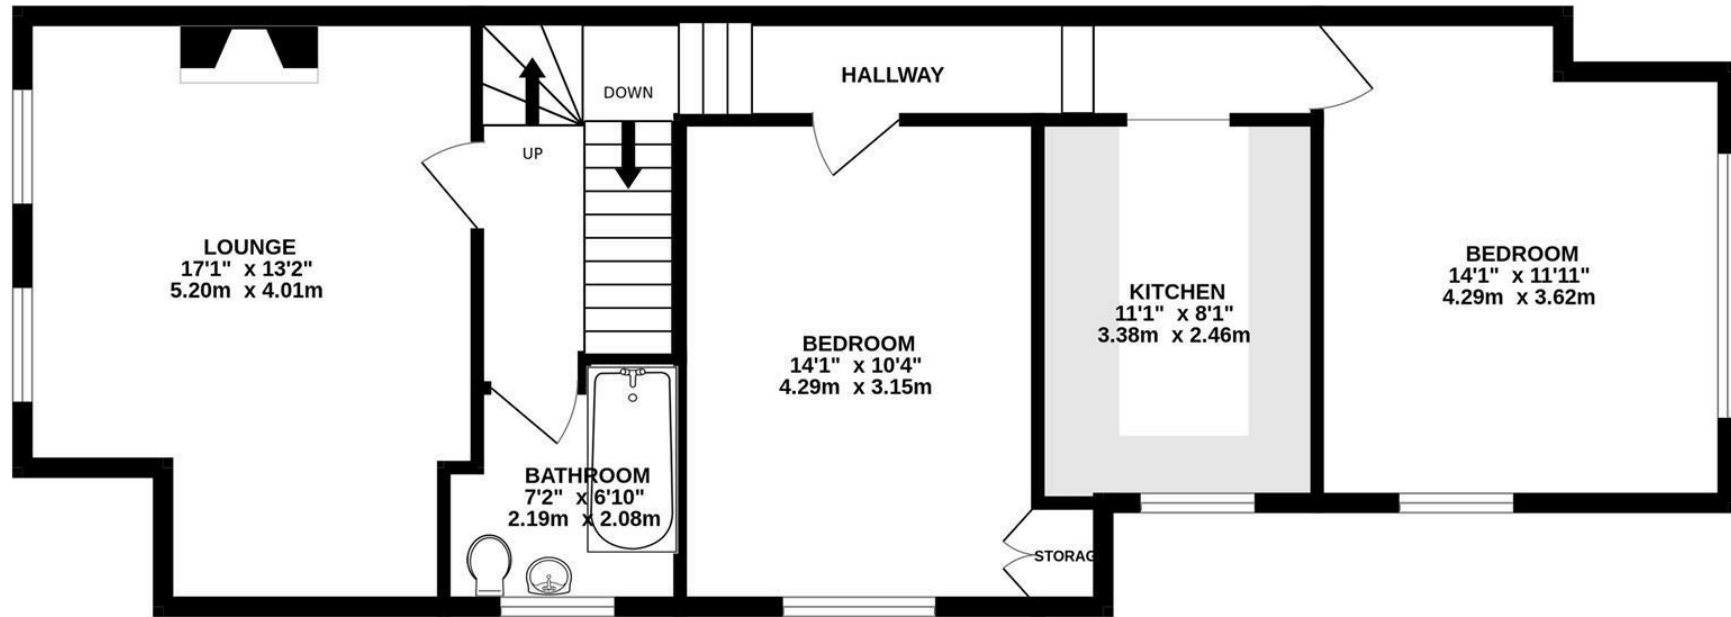 LOUNGE
17'1" x 13'2"
5.20m x 4.01m
UP
DOWN
HALLWAY
BATHROOM
7'2" x 6'10"
2.19m x 2.08m
BEDROOM
14'1" x 10'4"
4.29m x 3.15m
STORAG
KITCHEN
11'1" x 8'1"
3.38m x 2.46m
BEDROOM
14'1" x 11'11"
4.29m x 3.62m